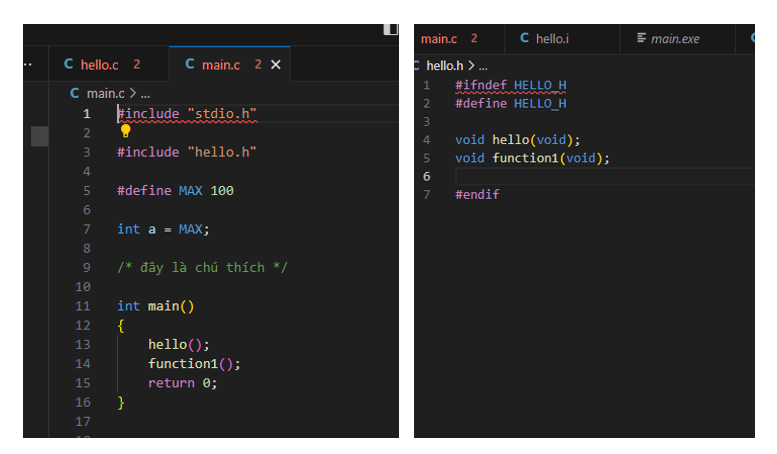 hello.c 2
main.c 2
main.c > ...
1 #include "stdio.h"
2
3 #include "hello.h"
4
5 #define MAX 100
6
7 int a = MAX;
8
9 /* đây là chú thích */
10
11 int main()
12 {
13 hello();
14 function1();
15 return 0;
16 }
17
main.c 2
hello.i
main.exe
hello.h > ...
1 #ifndef HELLO_H
2 #define HELLO_H
3
4 void hello(void);
5 void function1(void);
6
7 #endif